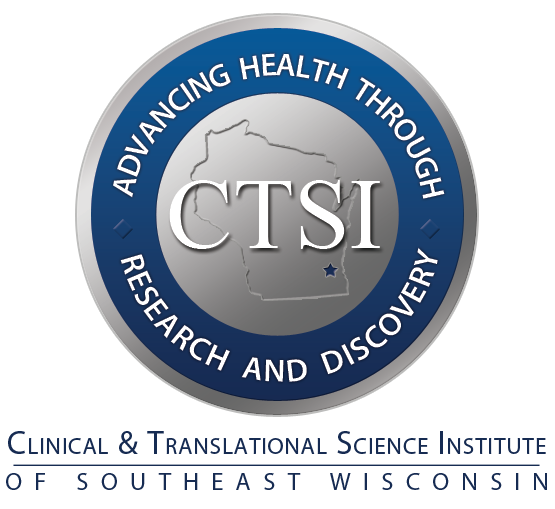 ADVANCING HEALTH THROUGH
CTSI
RESEARCH AND DISCOVERY
CLINICAL & TRANSLATIONAL SCIENCE INSTITUTE
OF SOUTHEAST WISCONSIN